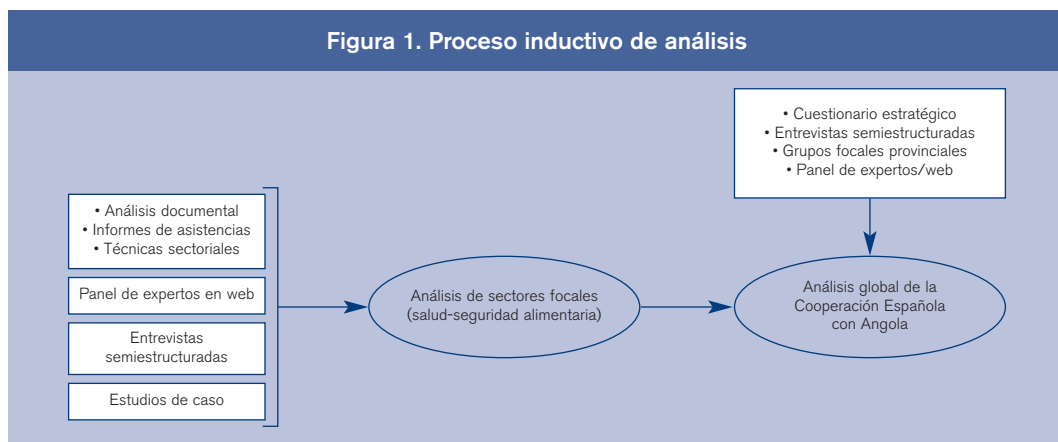 Figura 1. Proceso inductivo de análisis
• Cuestionario estratégico
• Entrevistas semiestructuradas
• Grupos focales provinciales
• Panel de expertos/web
• Análisis documental
• Informes de asistencias
• Técnicas sectoriales
Panel de expertos en web
Entrevistas
semiestructuradas
Estudios de caso
Análisis de sectores focales
(salud-seguridad alimentaria)
Análisis global de la
Cooperación Española
con Angola